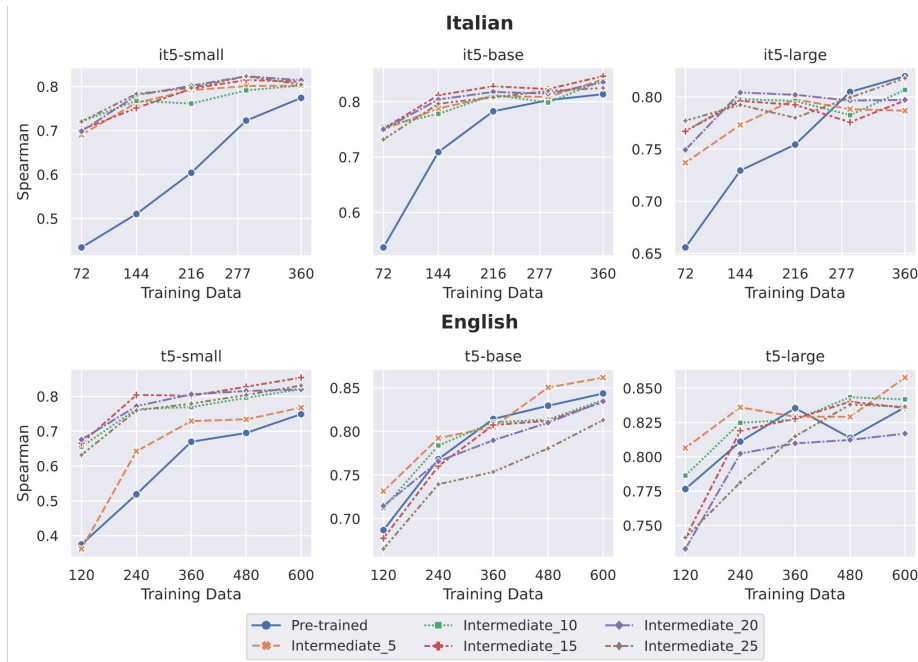 Italian
it5-small it5-base it5-large
Spearman
0.8
0.7
0.6
0.5
72 144 216 277 360
Training Data
0.8
0.7
0.6
72 144 216 277 360
Training Data
0.80
0.75
0.70
0.65
72 144 216 277 360
Training Data
English
t5-small t5-base t5-large
Spearman
0.8
0.7
0.6
0.5
0.4
120 240 360 480 600
Training Data
0.85
0.80
0.75
0.70
120 240 360 480 600
Training Data
0.850
0.825
0.800
0.775
0.750
120 240 360 480 600
Training Data
Pre-trained Intermediate_10 Intermediate_20
Intermediate_5 Intermediate_15 Intermediate_25